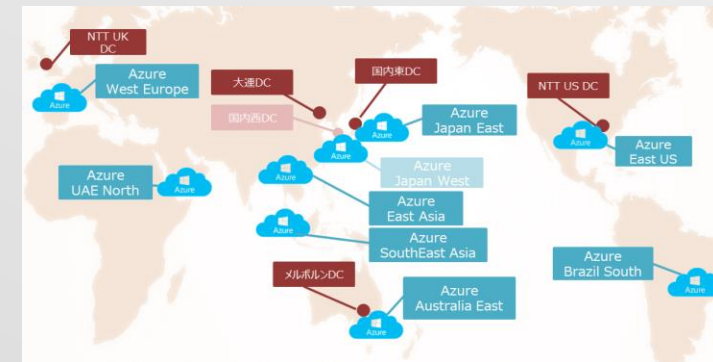 NTT UK
DC
Azure
West Europe
Azure
大連DC
国内東DC
国内西DC
Azure
Japan East
Azure
Azure
Azure
Japan West
NTT US DC
Azure
Azure
East US
Azure
UAE North
Azure
Azure
Azure
East Asia
Azure
Azure
SouthEast Asia
メルボルンDC
Azure
Australia East
Azure
Azure
Brazil South
Azure